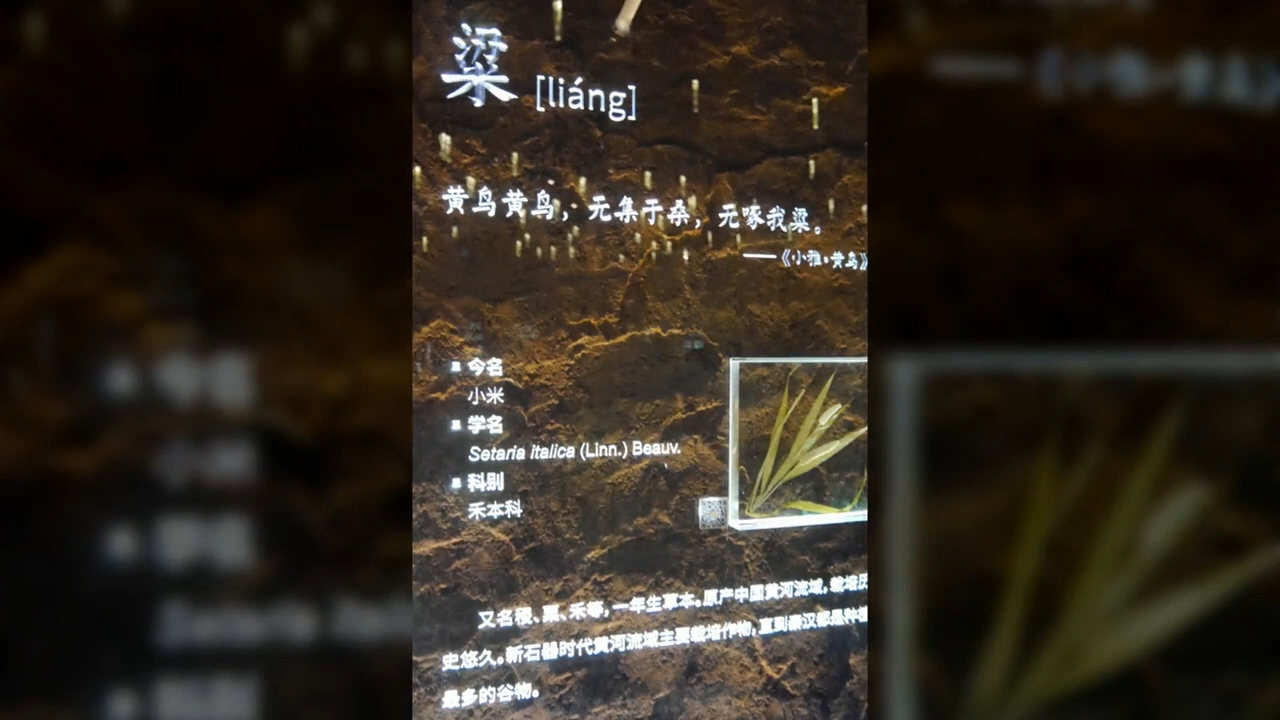 粱 [liáng]
黄鸟黄鸟，无集于桑，无啄我粱。
——《小雅·黄鸟》
今名
小米
学名
Setaria italica (Linn.) Beauv.
科别
禾本科
又名稷、粟、禾等，一年生草本。原产中国黄河流域，栽培历
史悠久。新石器时代黄河流域主要栽培作物，直到秦汉都是种植
最多的谷物。